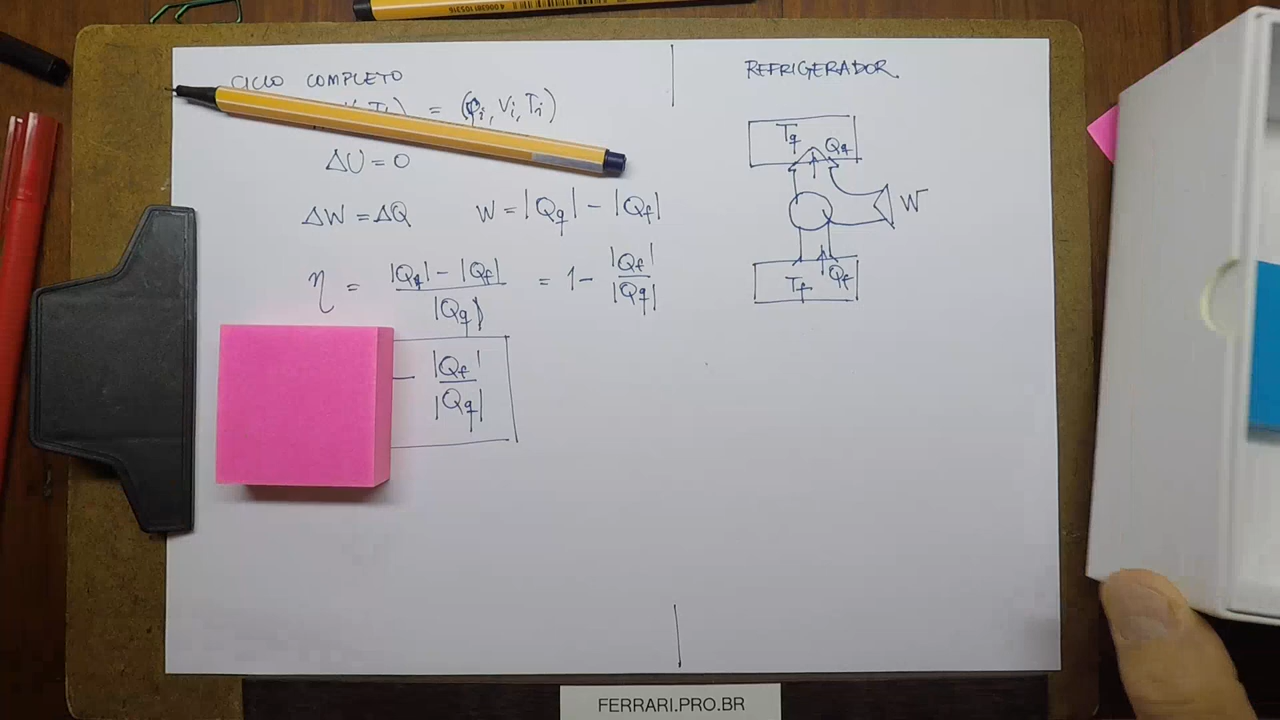 CICLO COMPLETO
= (Pi, Vi, Ti)
ΔU = 0
ΔW = ΔQ W = |Qq| - |Qf|
η = |Qq| - |Qf| / |Qq| = 1 - |Qf| / |Qq|
- |Qf| / |Qq|
REFRIGERADOR
Tq Qq
W
Tf Qf
FERRARI.PRO.BR